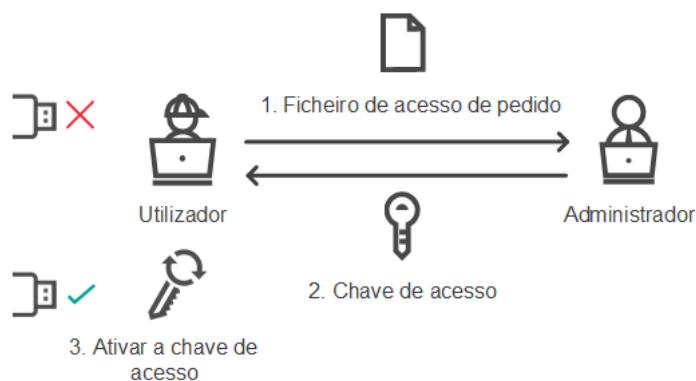 1. Ficheiro de acesso de pedido
Utilizador
Administrador
2. Chave de acesso
3. Ativar a chave de
acesso